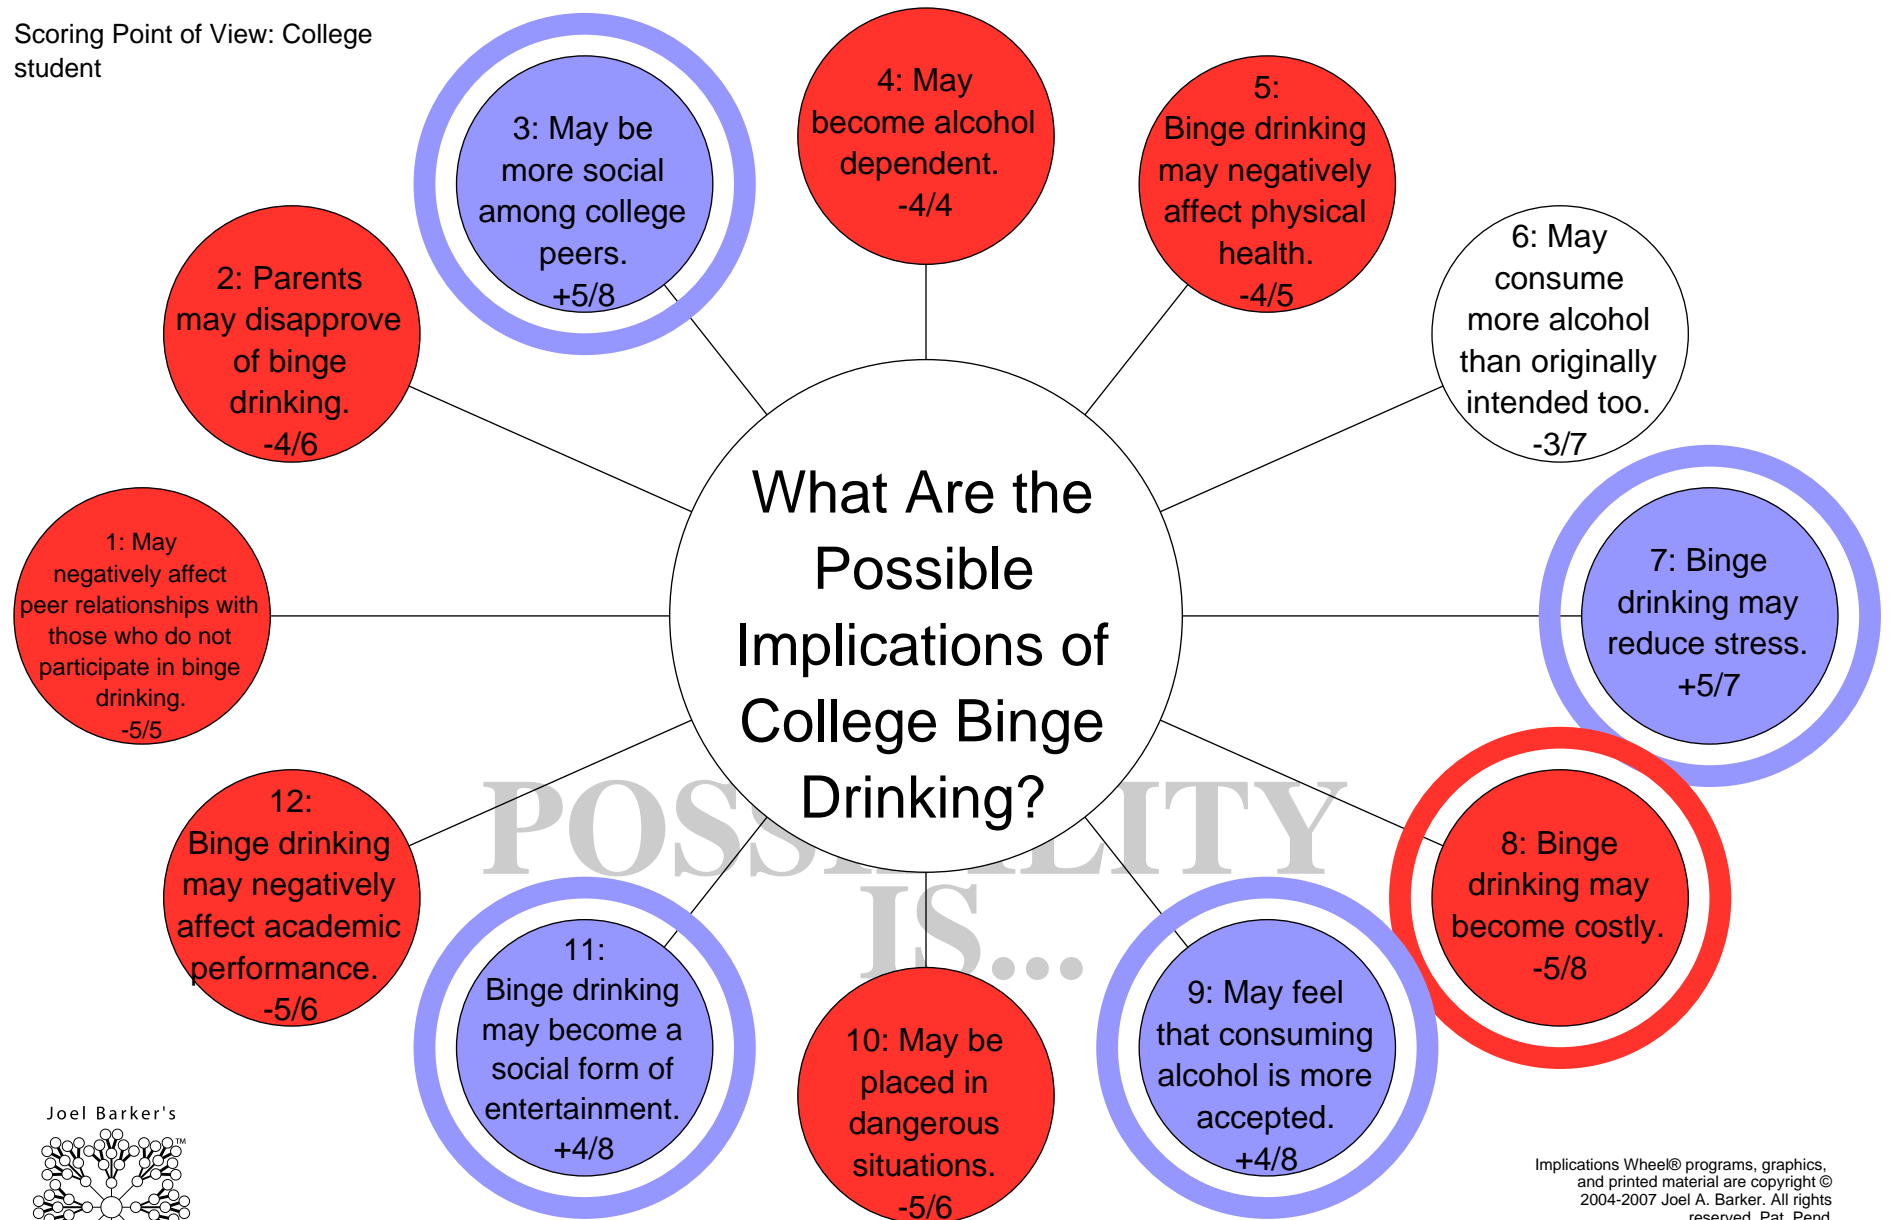 Scoring Point of View: College
student
1: May
negatively affect
peer relationships with
those who do not
participate in binge
drinking.
-5/5
2: Parents
may disapprove
of binge
drinking.
-4/6
3: May be
more social
among college
peers.
+5/8
4: May
become alcohol
dependent.
-4/4
5:
Binge drinking
may negatively
affect physical
health.
-4/5
6: May
consume
more alcohol
than originally
intended too.
-3/7
7: Binge
drinking may
reduce stress.
+5/7
8: Binge
drinking may
become costly.
-5/8
9: May feel
that consuming
alcohol is more
accepted.
+4/8
10: May be
placed in
dangerous
situations.
-5/6
11:
Binge drinking
may become a
social form of
entertainment.
+4/8
12:
Binge drinking
may negatively
affect academic
performance.
-5/6
What Are the
Possible
Implications of
College Binge
Drinking?
IS...
Joel Barker's
TM
Implications Wheel® programs, graphics,
and printed material are copyright ©
2004-2007 Joel A. Barker. All rights
reserved. Pat. Pend.